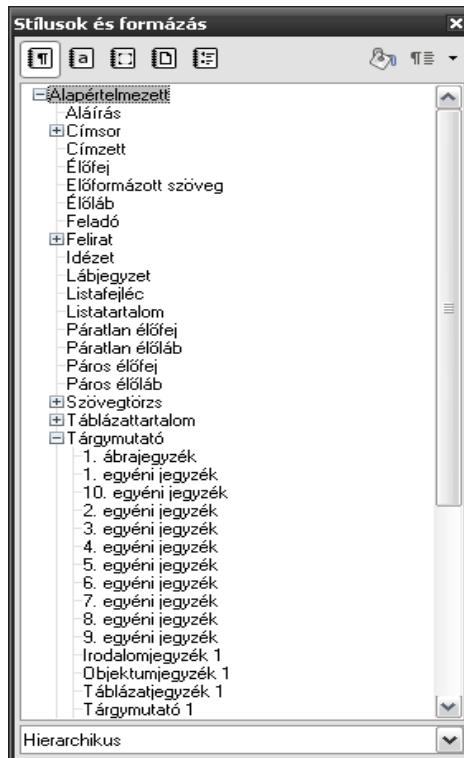 Stílusok és formázás
Alapértelmezett
Aláírás
Címsor
Címzett
Élőfej
Előformázott szöveg
Élőláb
Feladó
Felirat
Idézet
Lábjegyzet
Listafejléc
Listatartalom
Páratlan élőfej
Páratlan élőláb
Páros élőfej
Páros élőláb
Szövegtörzs
Táblázattartalom
Tárgymutató
1. ábrajegyzék
1. egyéni jegyzék
10. egyéni jegyzék
2. egyéni jegyzék
3. egyéni jegyzék
4. egyéni jegyzék
5. egyéni jegyzék
6. egyéni jegyzék
7. egyéni jegyzék
8. egyéni jegyzék
9. egyéni jegyzék
Irodalomjegyzék 1
Objektumjegyzék 1
Táblázatjegyzék 1
Tárgymutató 1
Hierarchikus